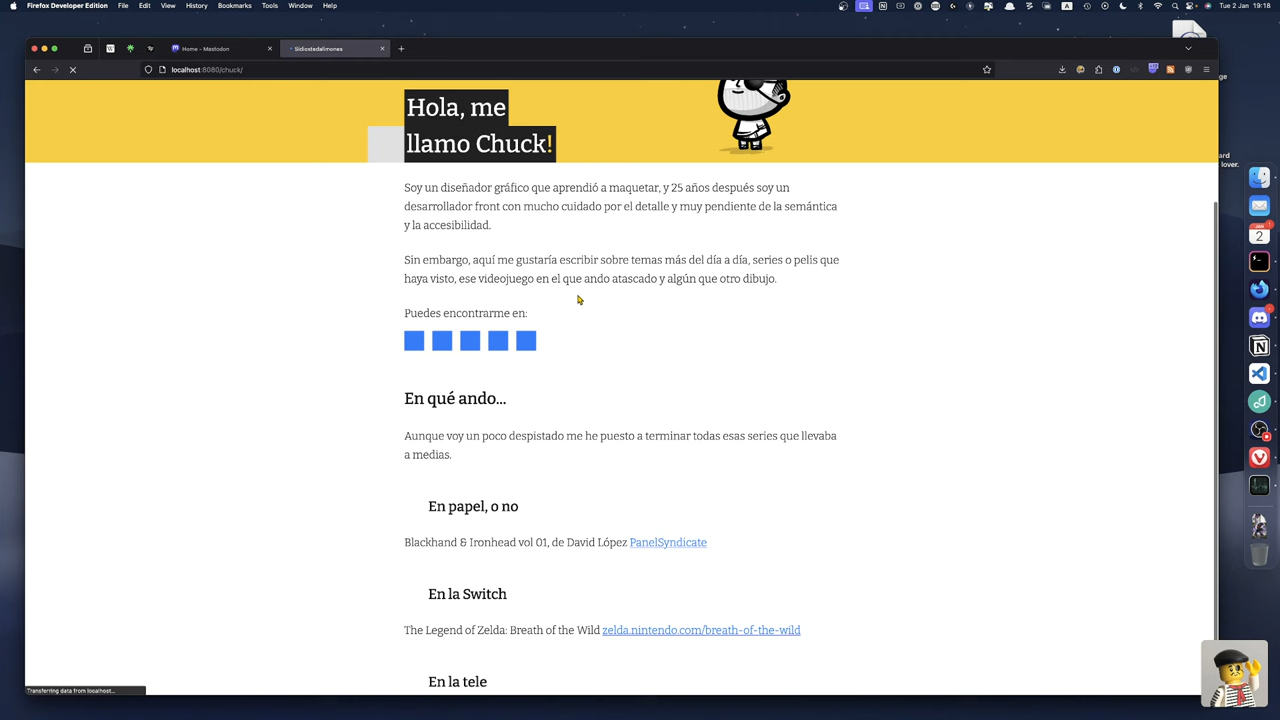 Firefox Developer Edition File Edit View History Bookmarks Tools Window Help
Tue 2 Jan 19:18
Home - Mastodon
Sidiostedalimones
localhost:8080/chuck/
Hola, me
llamo Chuck!
Soy un diseñador gráfico que aprendió a maquetar, y 25 años después soy un
desarrollador front con mucho cuidado por el detalle y muy pendiente de la semántica
y la accesibilidad.
Sin embargo, aquí me gustaría escribir sobre temas más del día a día, series o pelis que
haya visto, ese videojuego en el que ando atascado y algún que otro dibujo.
Puedes encontrarme en:
En qué ando...
Aunque voy un poco despistado me he puesto a terminar todas esas series que llevaba
a medias.
En papel, o no
Blackhand & Ironhead vol 01, de David López PanelSyndicate
En la Switch
The Legend of Zelda: Breath of the Wild zelda.nintendo.com/breath-of-the-wild
En la tele
Transferring data from localhost...
JAN
2
lover.